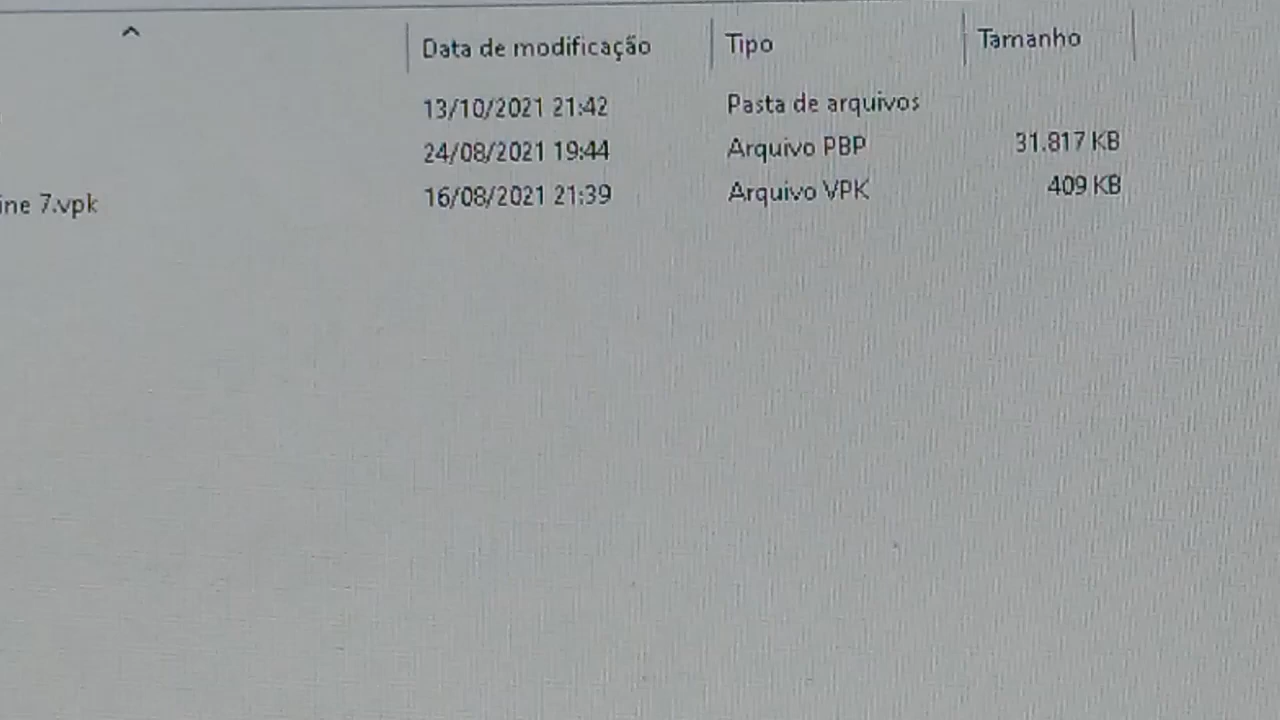 Data de modificação Tipo Tamanho
13/10/2021 21:42 Pasta de arquivos
24/08/2021 19:44 Arquivo PBP 31.817 KB
ine 7.vpk 16/08/2021 21:39 Arquivo VPK 409 KB